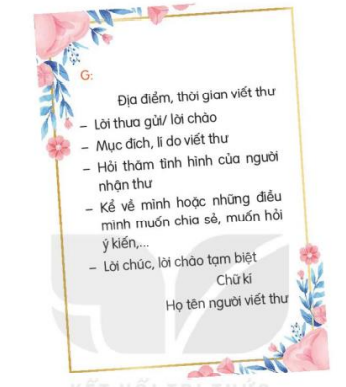 G:
Địa điểm, thời gian viết thư
– Lời thưa gửi/ lời chào
– Mục đích, lí do viết thư
– Hỏi thăm tình hình của người
nhận thư
– Kể về mình hoặc những điều
mình muốn chia sẻ, muốn hỏi
ý kiến,...
– Lời chúc, lời chào tạm biệt
Chữ kí
Họ tên người viết thư